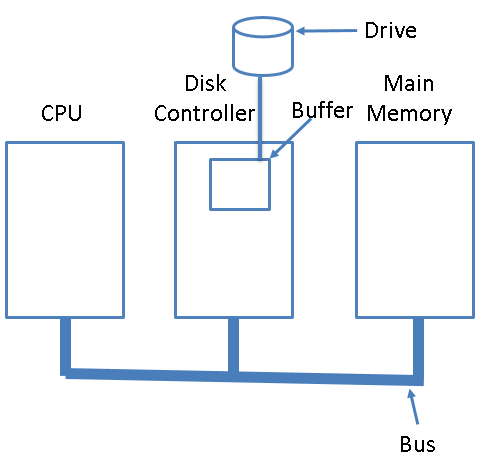 Drive
Disk
Controller
CPU
Buffer
Main
Memory
Bus